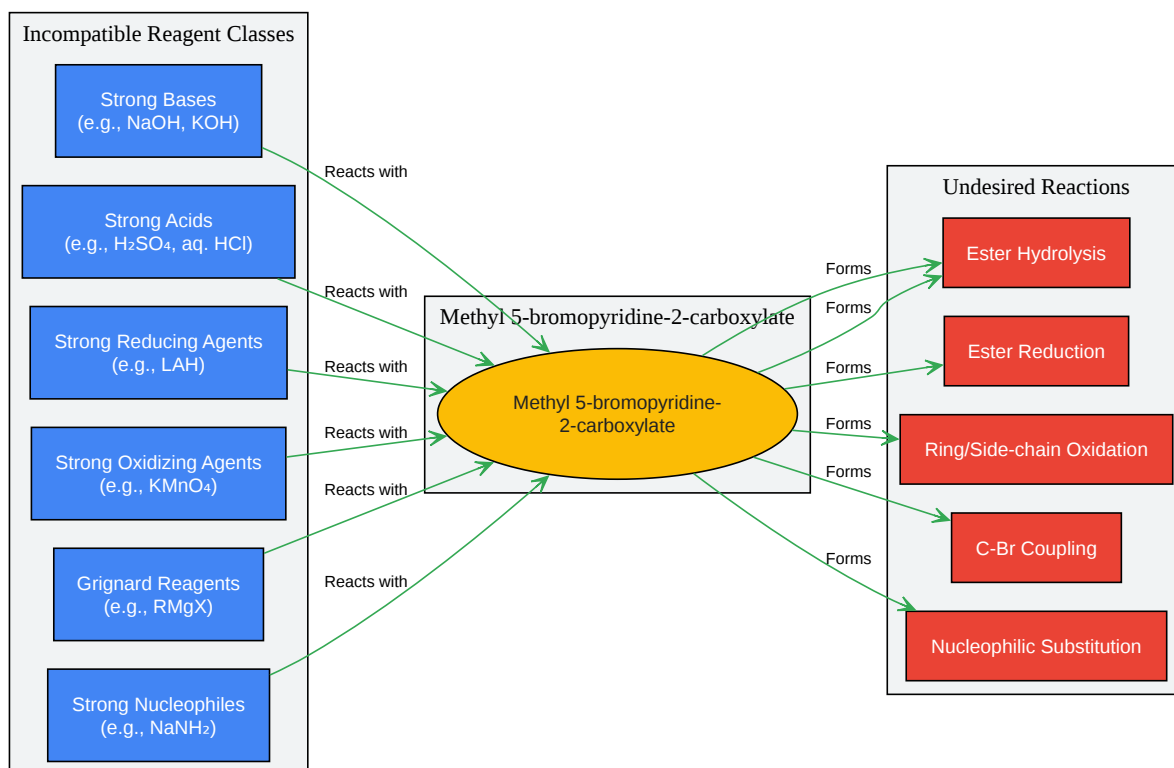 Incompatible Reagent Classes
Strong Bases
(e.g., NaOH, KOH)
Strong Acids
(e.g., H₂SO₄, aq. HCl)
Strong Reducing Agents
(e.g., LAH)
Strong Oxidizing Agents
(e.g., KMnO₄)
Grignard Reagents
(e.g., RMgX)
Strong Nucleophiles
(e.g., NaNH₂)
Reacts with
Reacts with
Reacts with
Reacts with
Reacts with
Reacts with
Methyl 5-bromopyridine-2-carboxylate
Methyl 5-bromopyridine-
2-carboxylate
Forms
Forms
Forms
Forms
Forms
Forms
Undesired Reactions
Ester Hydrolysis
Ester Reduction
Ring/Side-chain Oxidation
C-Br Coupling
Nucleophilic Substitution